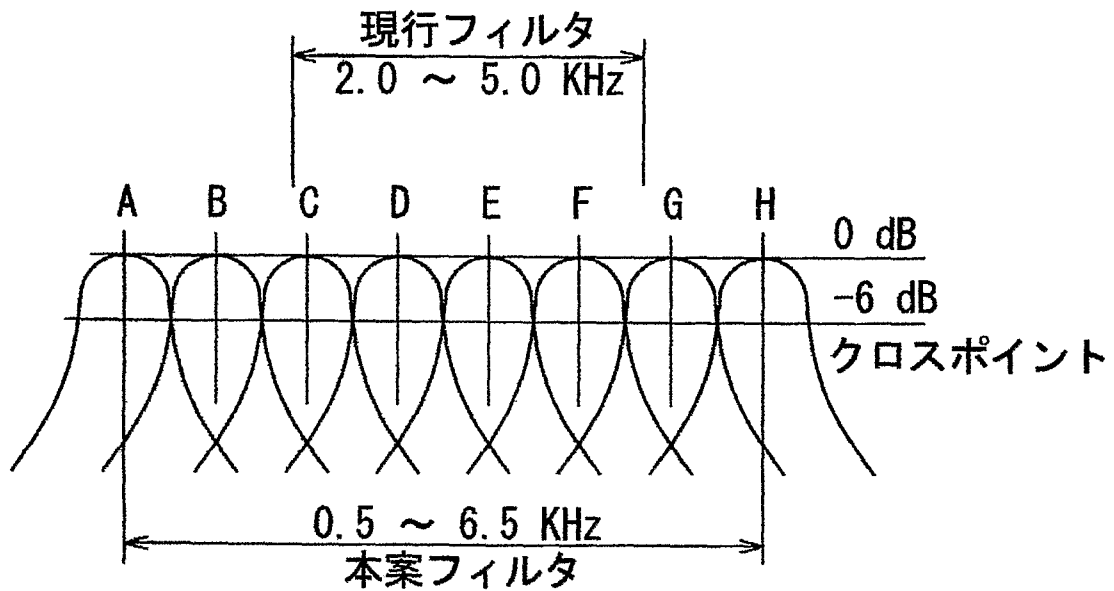 現行フィルタ
2.0 ～ 5.0 KHz
A B C D E F G H
0 dB
-6 dB
クロスポイント
0.5 ～ 6.5 KHz
本案フィルタ